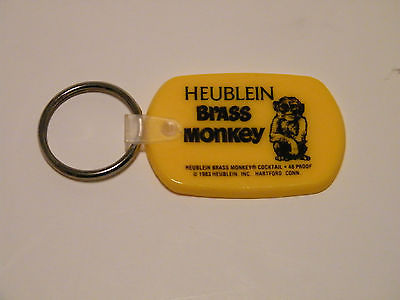 HEUBLEIN
BRASS
MONKEY
HEUBLEIN BRASS MONKEY® COCKTAIL • 48 PROOF
© 1983 HEUBLEIN INC. HARTFORD CONN.